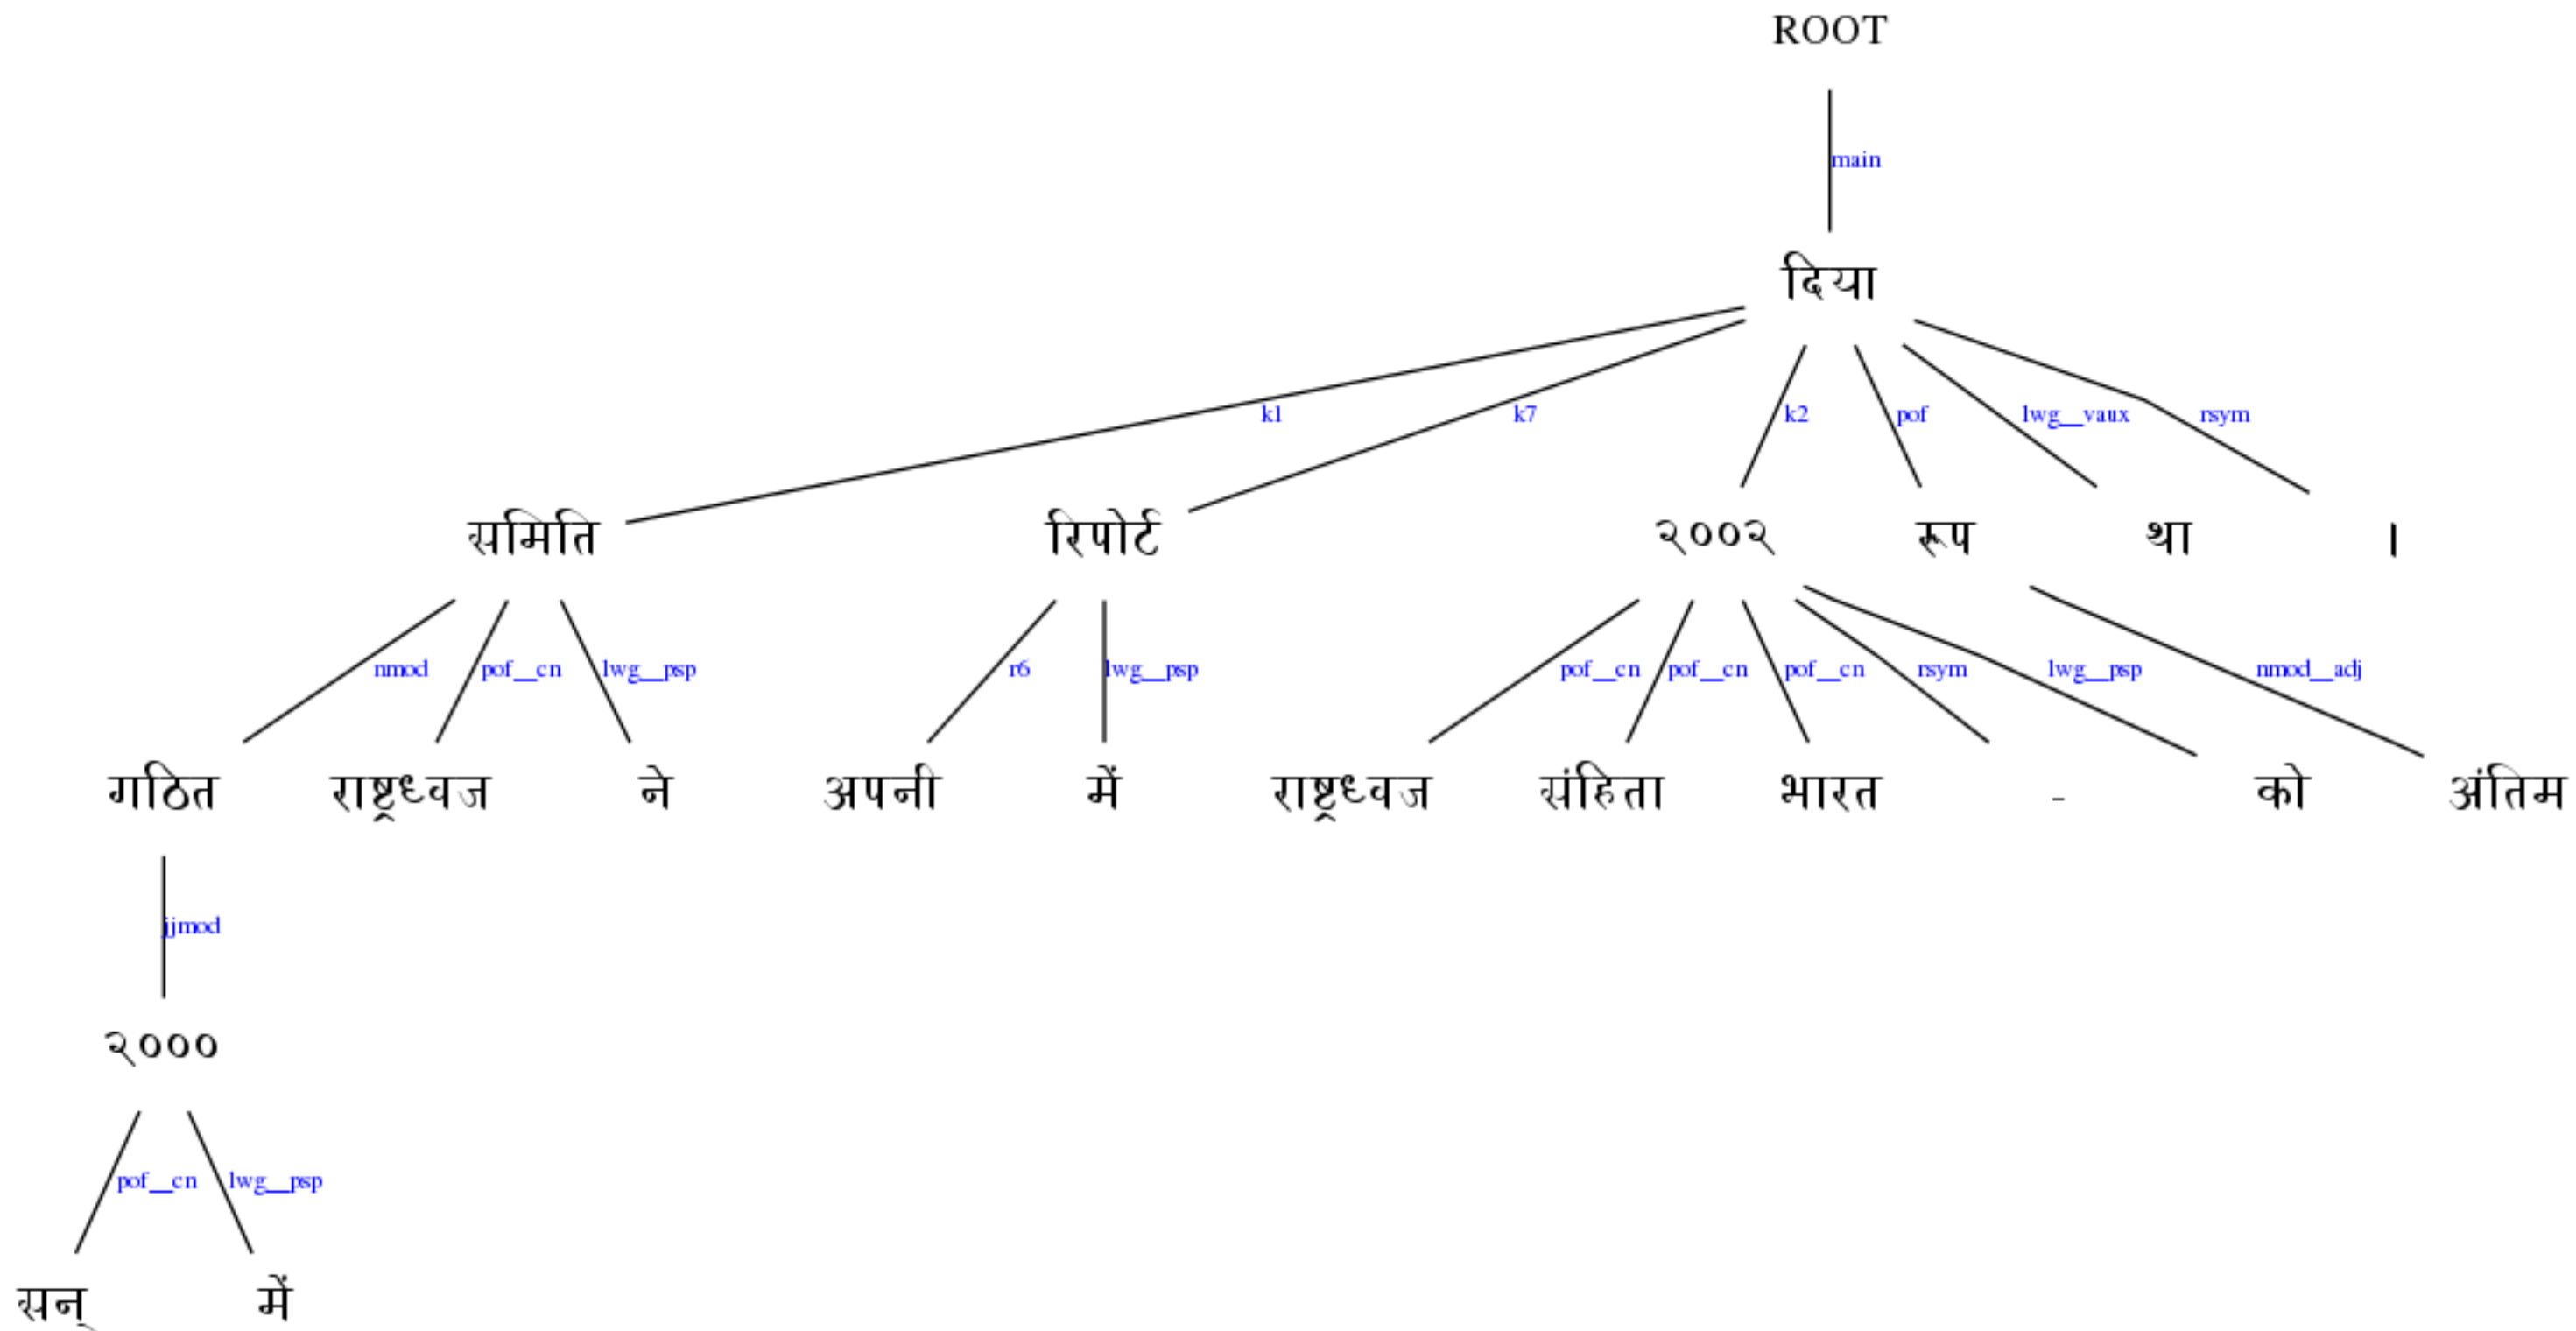 ROOT
main
दिया
k1 k7 k2 pof lwg__vaux rsym
समिति रिपोर्ट २००२ रूप था ।
nmod pof__cn lwg__psp r6 lwg__psp pof__cn pof__cn pof__cn rsym lwg__psp nmod__adj
गठित राष्ट्रध्वज ने अपनी में राष्ट्रध्वज संहिता भारत - को अंतिम
jjmod
२०००
pof__cn lwg__psp
सन् में